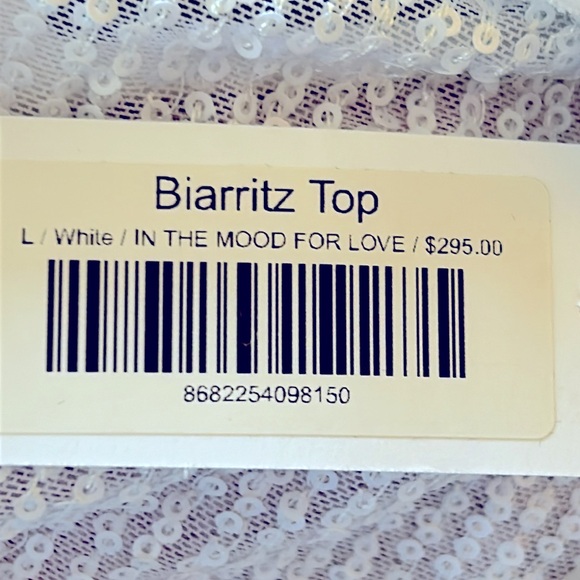 Biarritz Top
L / White / IN THE MOOD FOR LOVE / $295.00
8682254098150